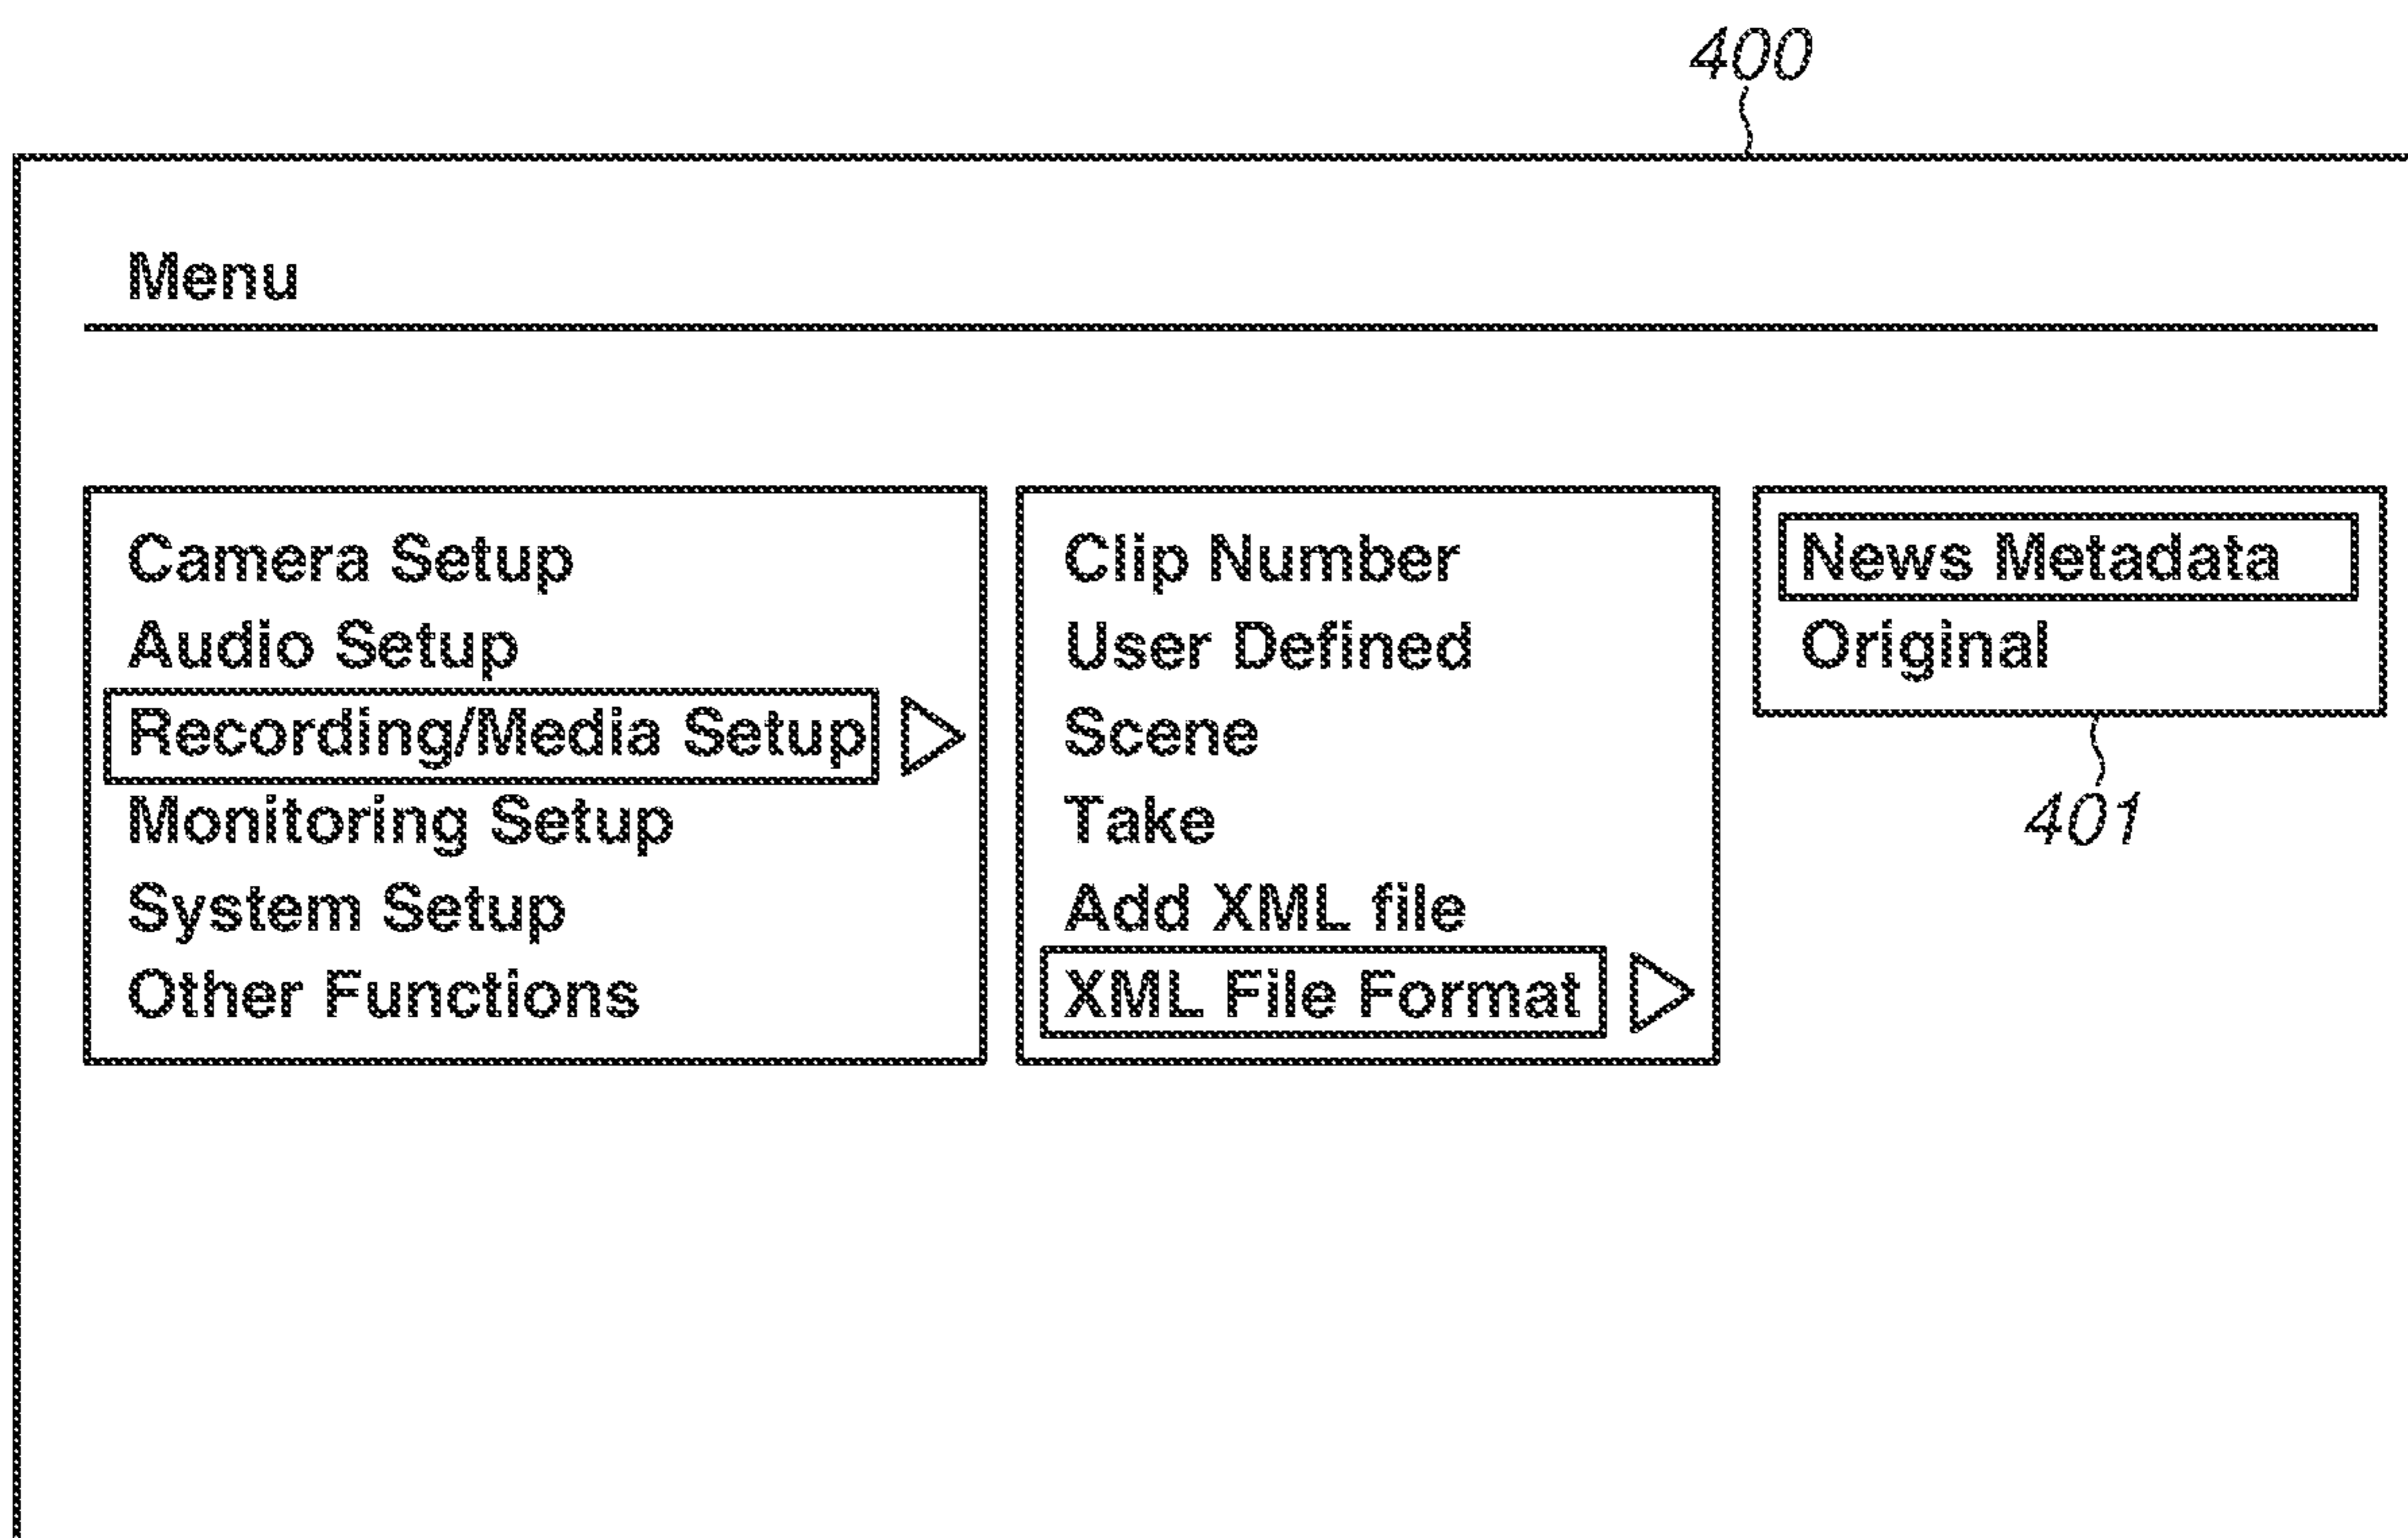 400
Menu
Camera Setup
Audio Setup
Recording/Media Setup
Monitoring Setup
System Setup
Other Functions
Clip Number
User Defined
Scene
Take
Add XML file
XML File Format
News Metadata
Original
401